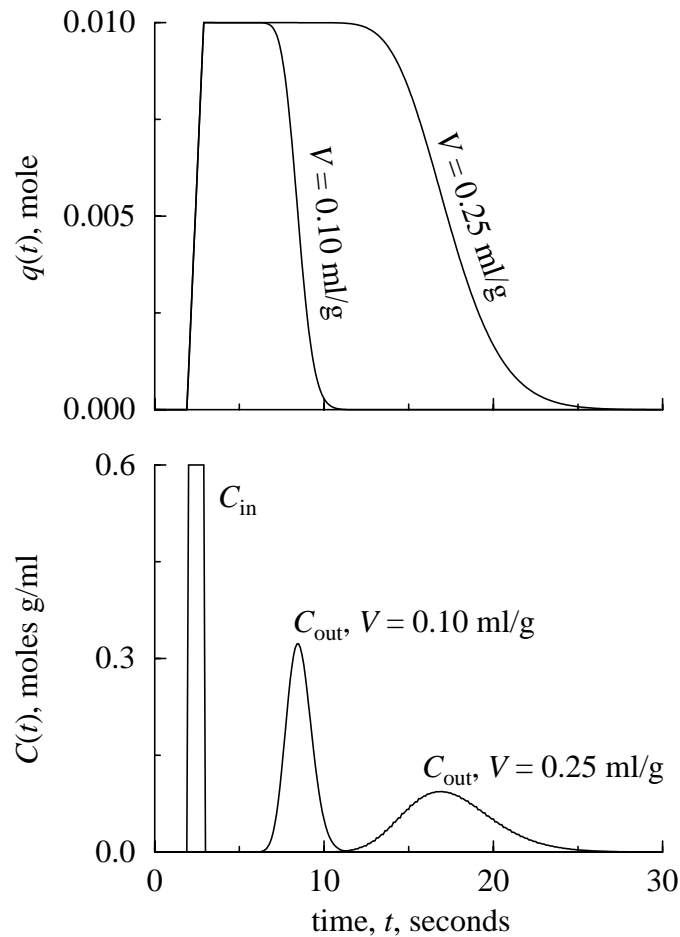 0.010
0.005
0.000
q(t), mole
V = 0.10 ml/g
V = 0.25 ml/g
0.6
0.3
0.0
C(t), moles g/ml
C_in
C_out, V = 0.10 ml/g
C_out, V = 0.25 ml/g
0 10 20 30
time, t, seconds